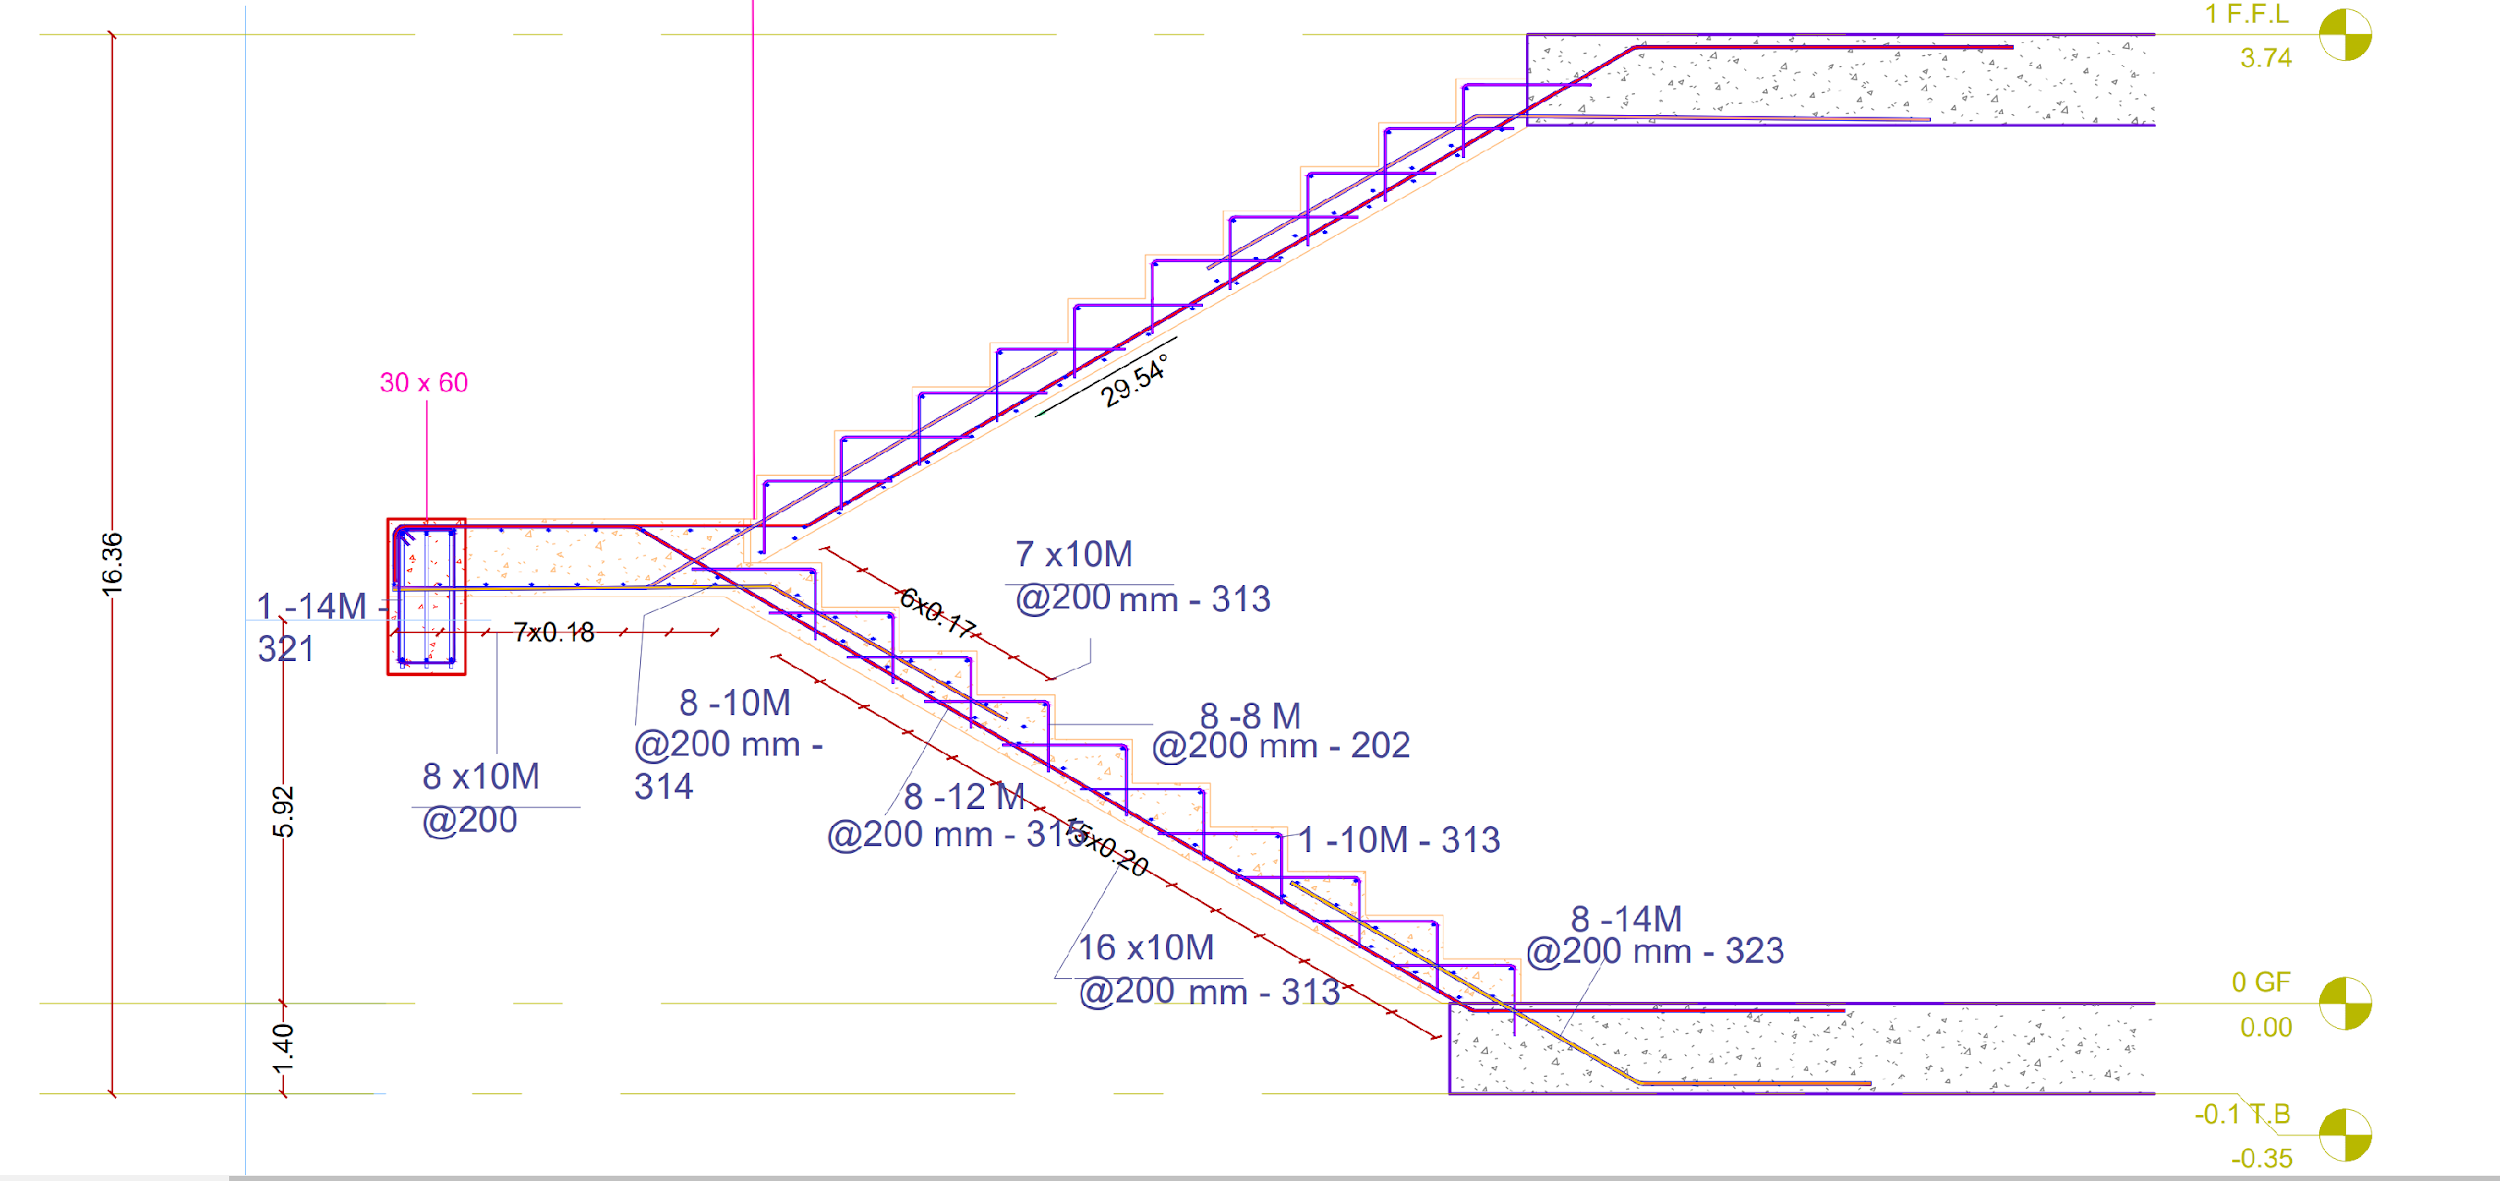 1 F.F.L
3.74
30 x 60
29.54°
16.36
7 x10M
@200 mm - 313
6x0.17
1 -14M -
321
7x0.18
8 -10M
@200 mm -
314
8 -8 M
@200 mm - 202
8 x10M
@200
8 -12 M
@200 mm - 315
15x0.20
1 -10M - 313
5.92
16 x10M
@200 mm - 313
8 -14M
@200 mm - 323
0 GF
0.00
1.40
-0.1 T.B
-0.35